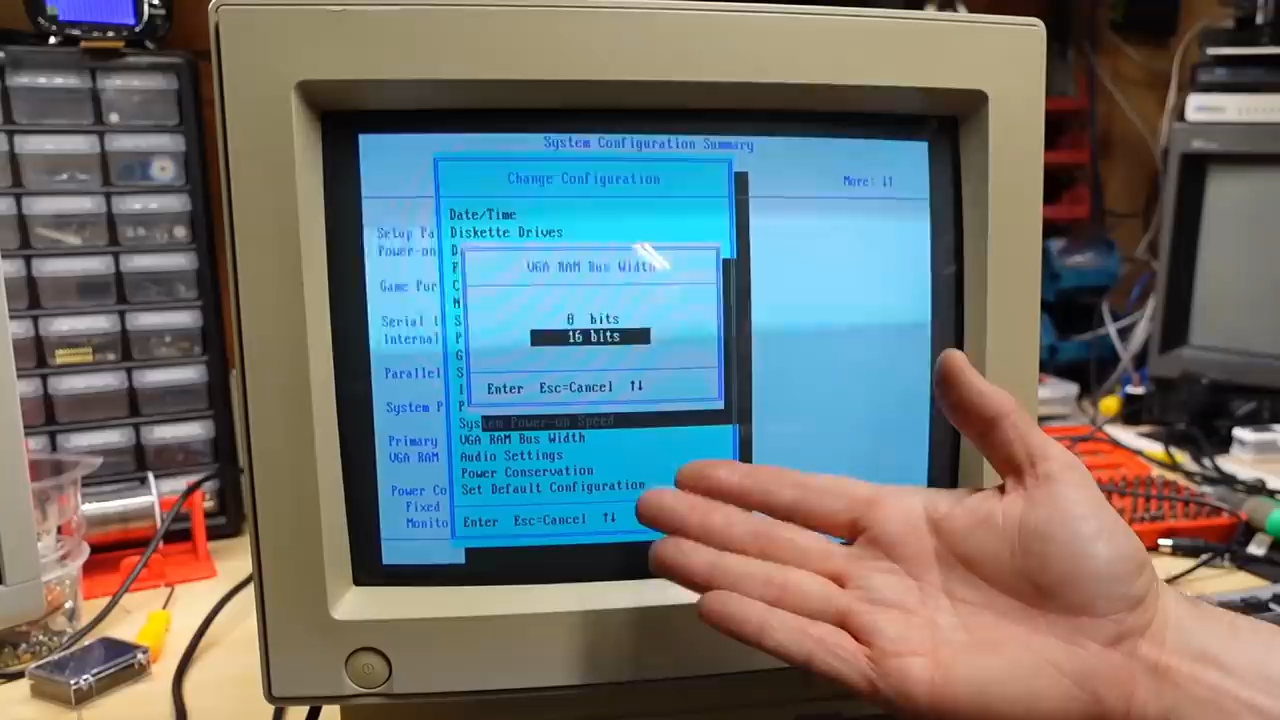 System Configuration Summary
Change Configuration
More: ↓↑
Date/Time
Setup Pa
Diskette Drives
Power-on
VGA RAM Bus Width
Game Por
8 bits
Serial
Internal
16 bits
Parallel
Enter Esc=Cancel ↑↓
System P
System Power-on Speed
Primary
VGA RAM Bus Width
VGA RAM
Audio Settings
Power Conservation
Power Co
Set Default Configuration
Fixed
Monito
Enter Esc=Cancel ↑↓